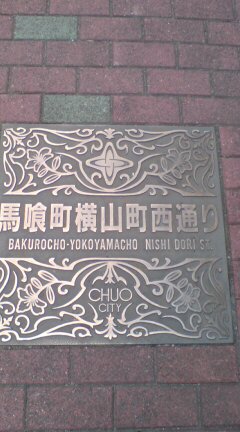 馬喰町横山町西通り
BAKUROCHO-YOKOYAMACHO NISHI DORI ST.
CHUO
CITY